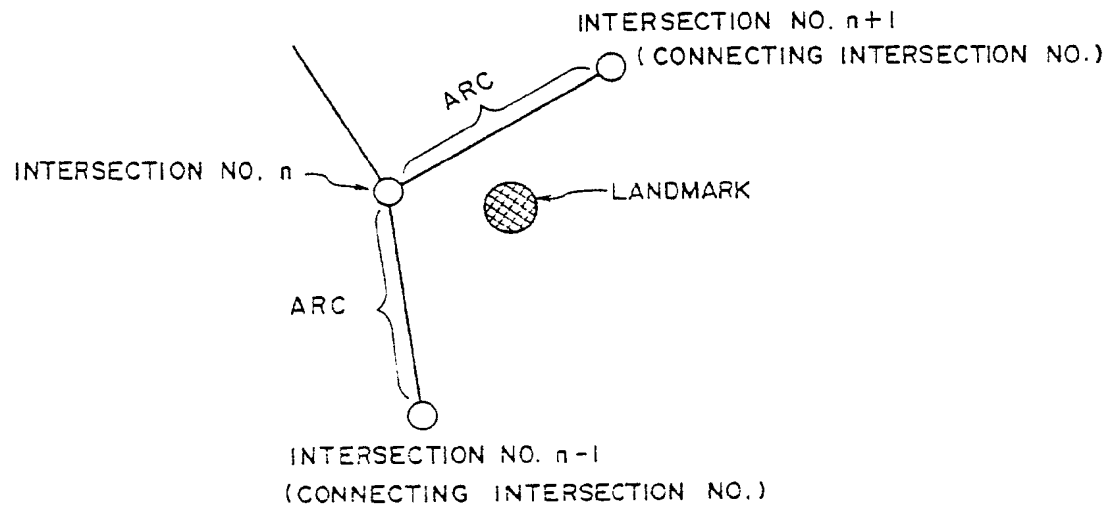 INTERSECTION NO. n+1
(CONNECTING INTERSECTION NO.)
ARC
INTERSECTION NO. n
LANDMARK
ARC
INTERSECTION NO. n-1
(CONNECTING INTERSECTION NO.)